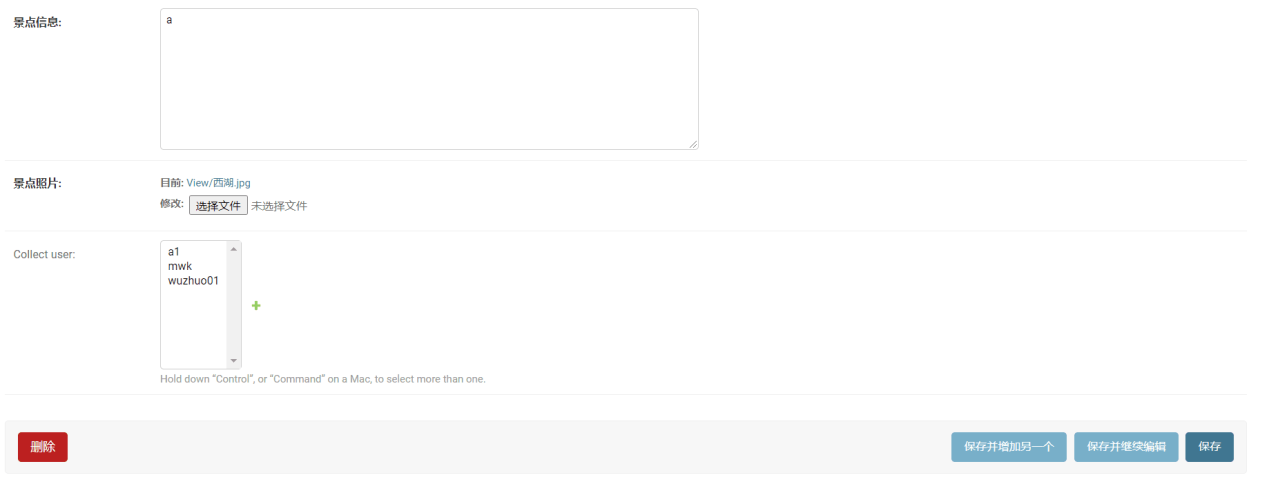 景点信息:
a
景点照片:
目前: View/西湖.jpg
修改: 选择文件 未选择文件
Collect user:
a1
mwk
wuzhuo01
Hold down “Control”, or “Command” on a Mac, to select more than one.
删除
保存并增加另一个
保存并继续编辑
保存